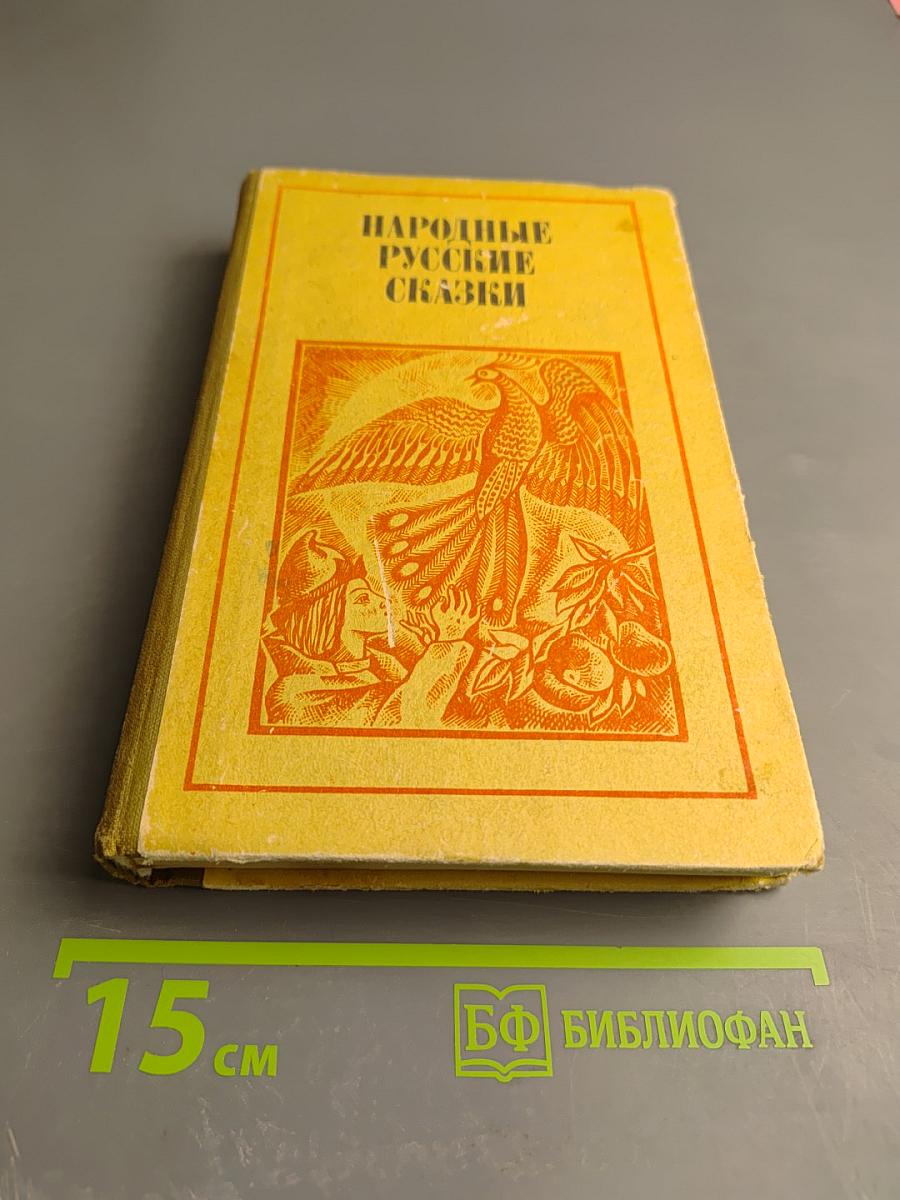 НАРОДНЫЕ
РУССКИЕ
СКАЗКИ
15 см
БФ БИБЛИОФАН